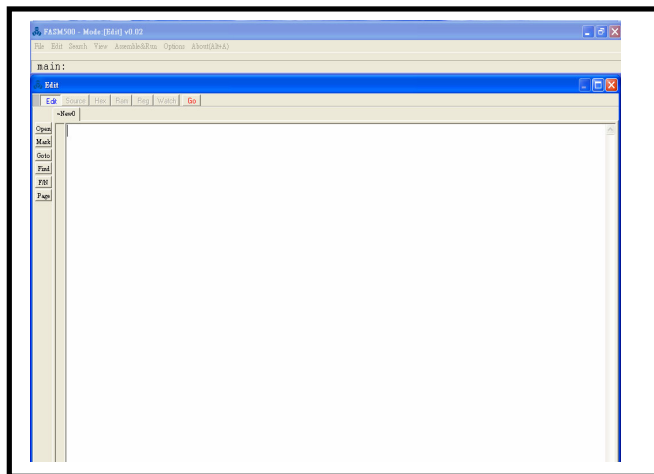 FASM500 - Mode:[Edit] v0.02
File Edit Search View Assemble&Run Options About(Alt+A)
main:
Edit
Edit Source Hex Ram Reg Watch Go
~New0
Open
Mark
Goto
Find
F/N
Page